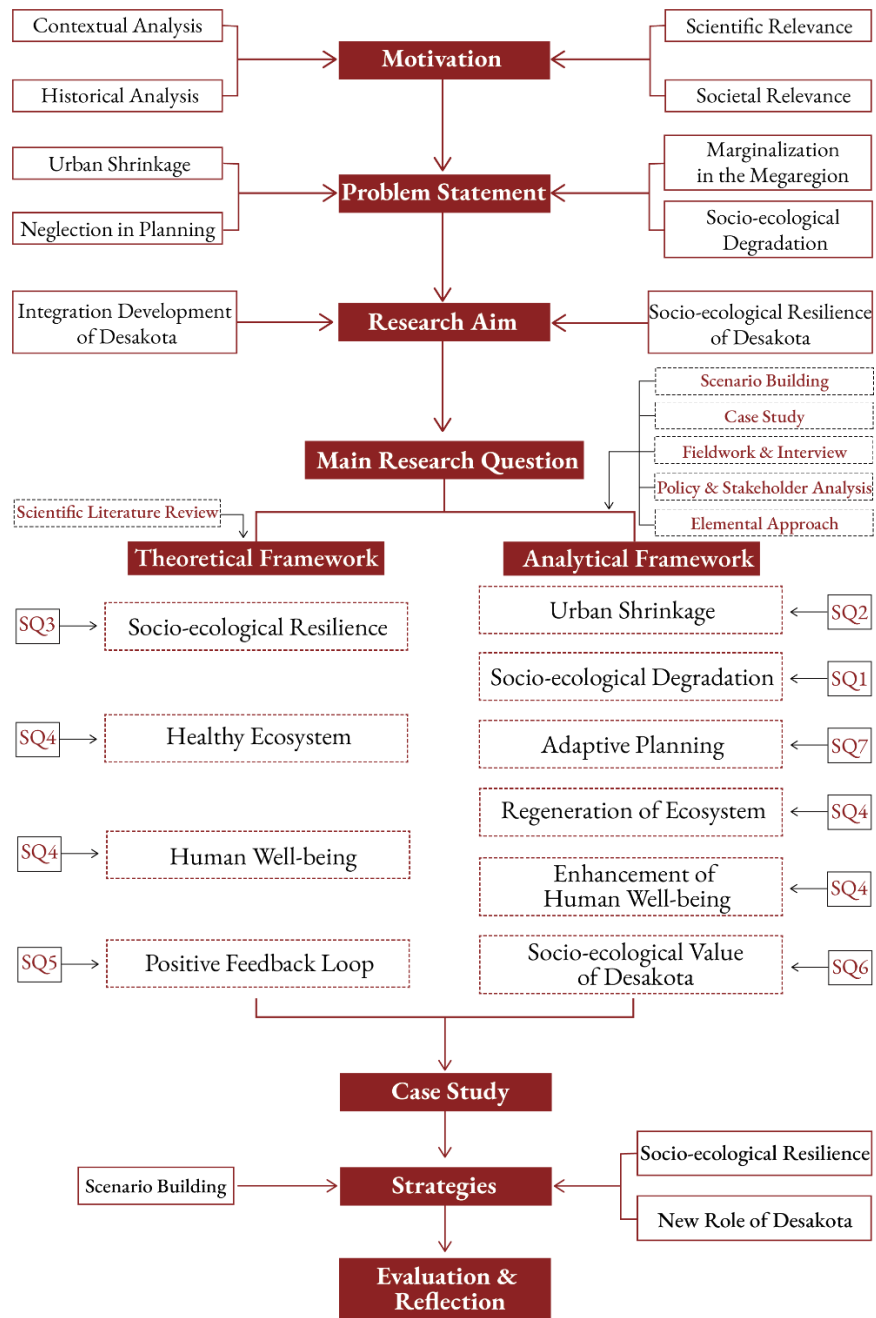 Contextual Analysis
Scientific Relevance
Motivation
Historical Analysis
Societal Relevance
Urban Shrinkage
Marginalization
in the Megaregion
Problem Statement
Neglection in Planning
Socio-ecological
Degradation
Integration Development
of Desakota
Research Aim
Socio-ecological Resilience
of Desakota
Scenario Building
Case Study
Main Research Question
Fieldwork & Interview
Policy & Stakeholder Analysis
Scientific Literature Review
Elemental Approach
Theoretical Framework
Analytical Framework
SQ3
Socio-ecological Resilience
Urban Shrinkage
SQ2
Socio-ecological Degradation
SQ1
SQ4
Healthy Ecosystem
Adaptive Planning
SQ7
Regeneration of Ecosystem
SQ4
SQ4
Human Well-being
Enhancement of
Human Well-being
SQ4
SQ5
Positive Feedback Loop
Socio-ecological Value
of Desakota
SQ6
Case Study
Socio-ecological Resilience
Scenario Building
Strategies
New Role of Desakota
Evaluation &
Reflection